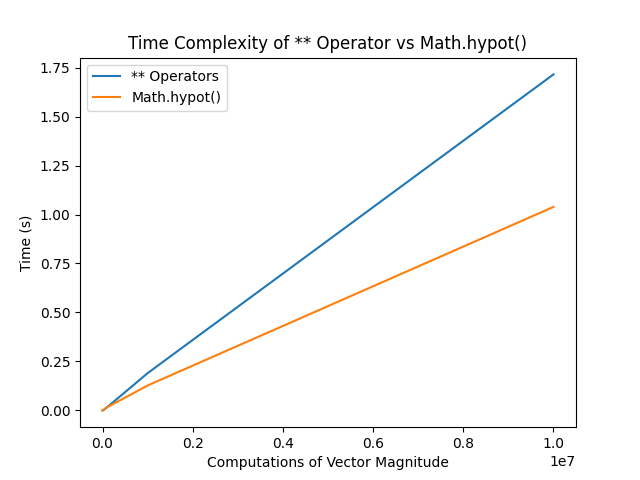 Time Complexity of ** Operator vs Math.hypot()
** Operators
Math.hypot()
1.75
1.50
1.25
1.00
0.75
0.50
0.25
0.00
Time (s)
0.0 0.2 0.4 0.6 0.8 1.0
1e7
Computations of Vector Magnitude